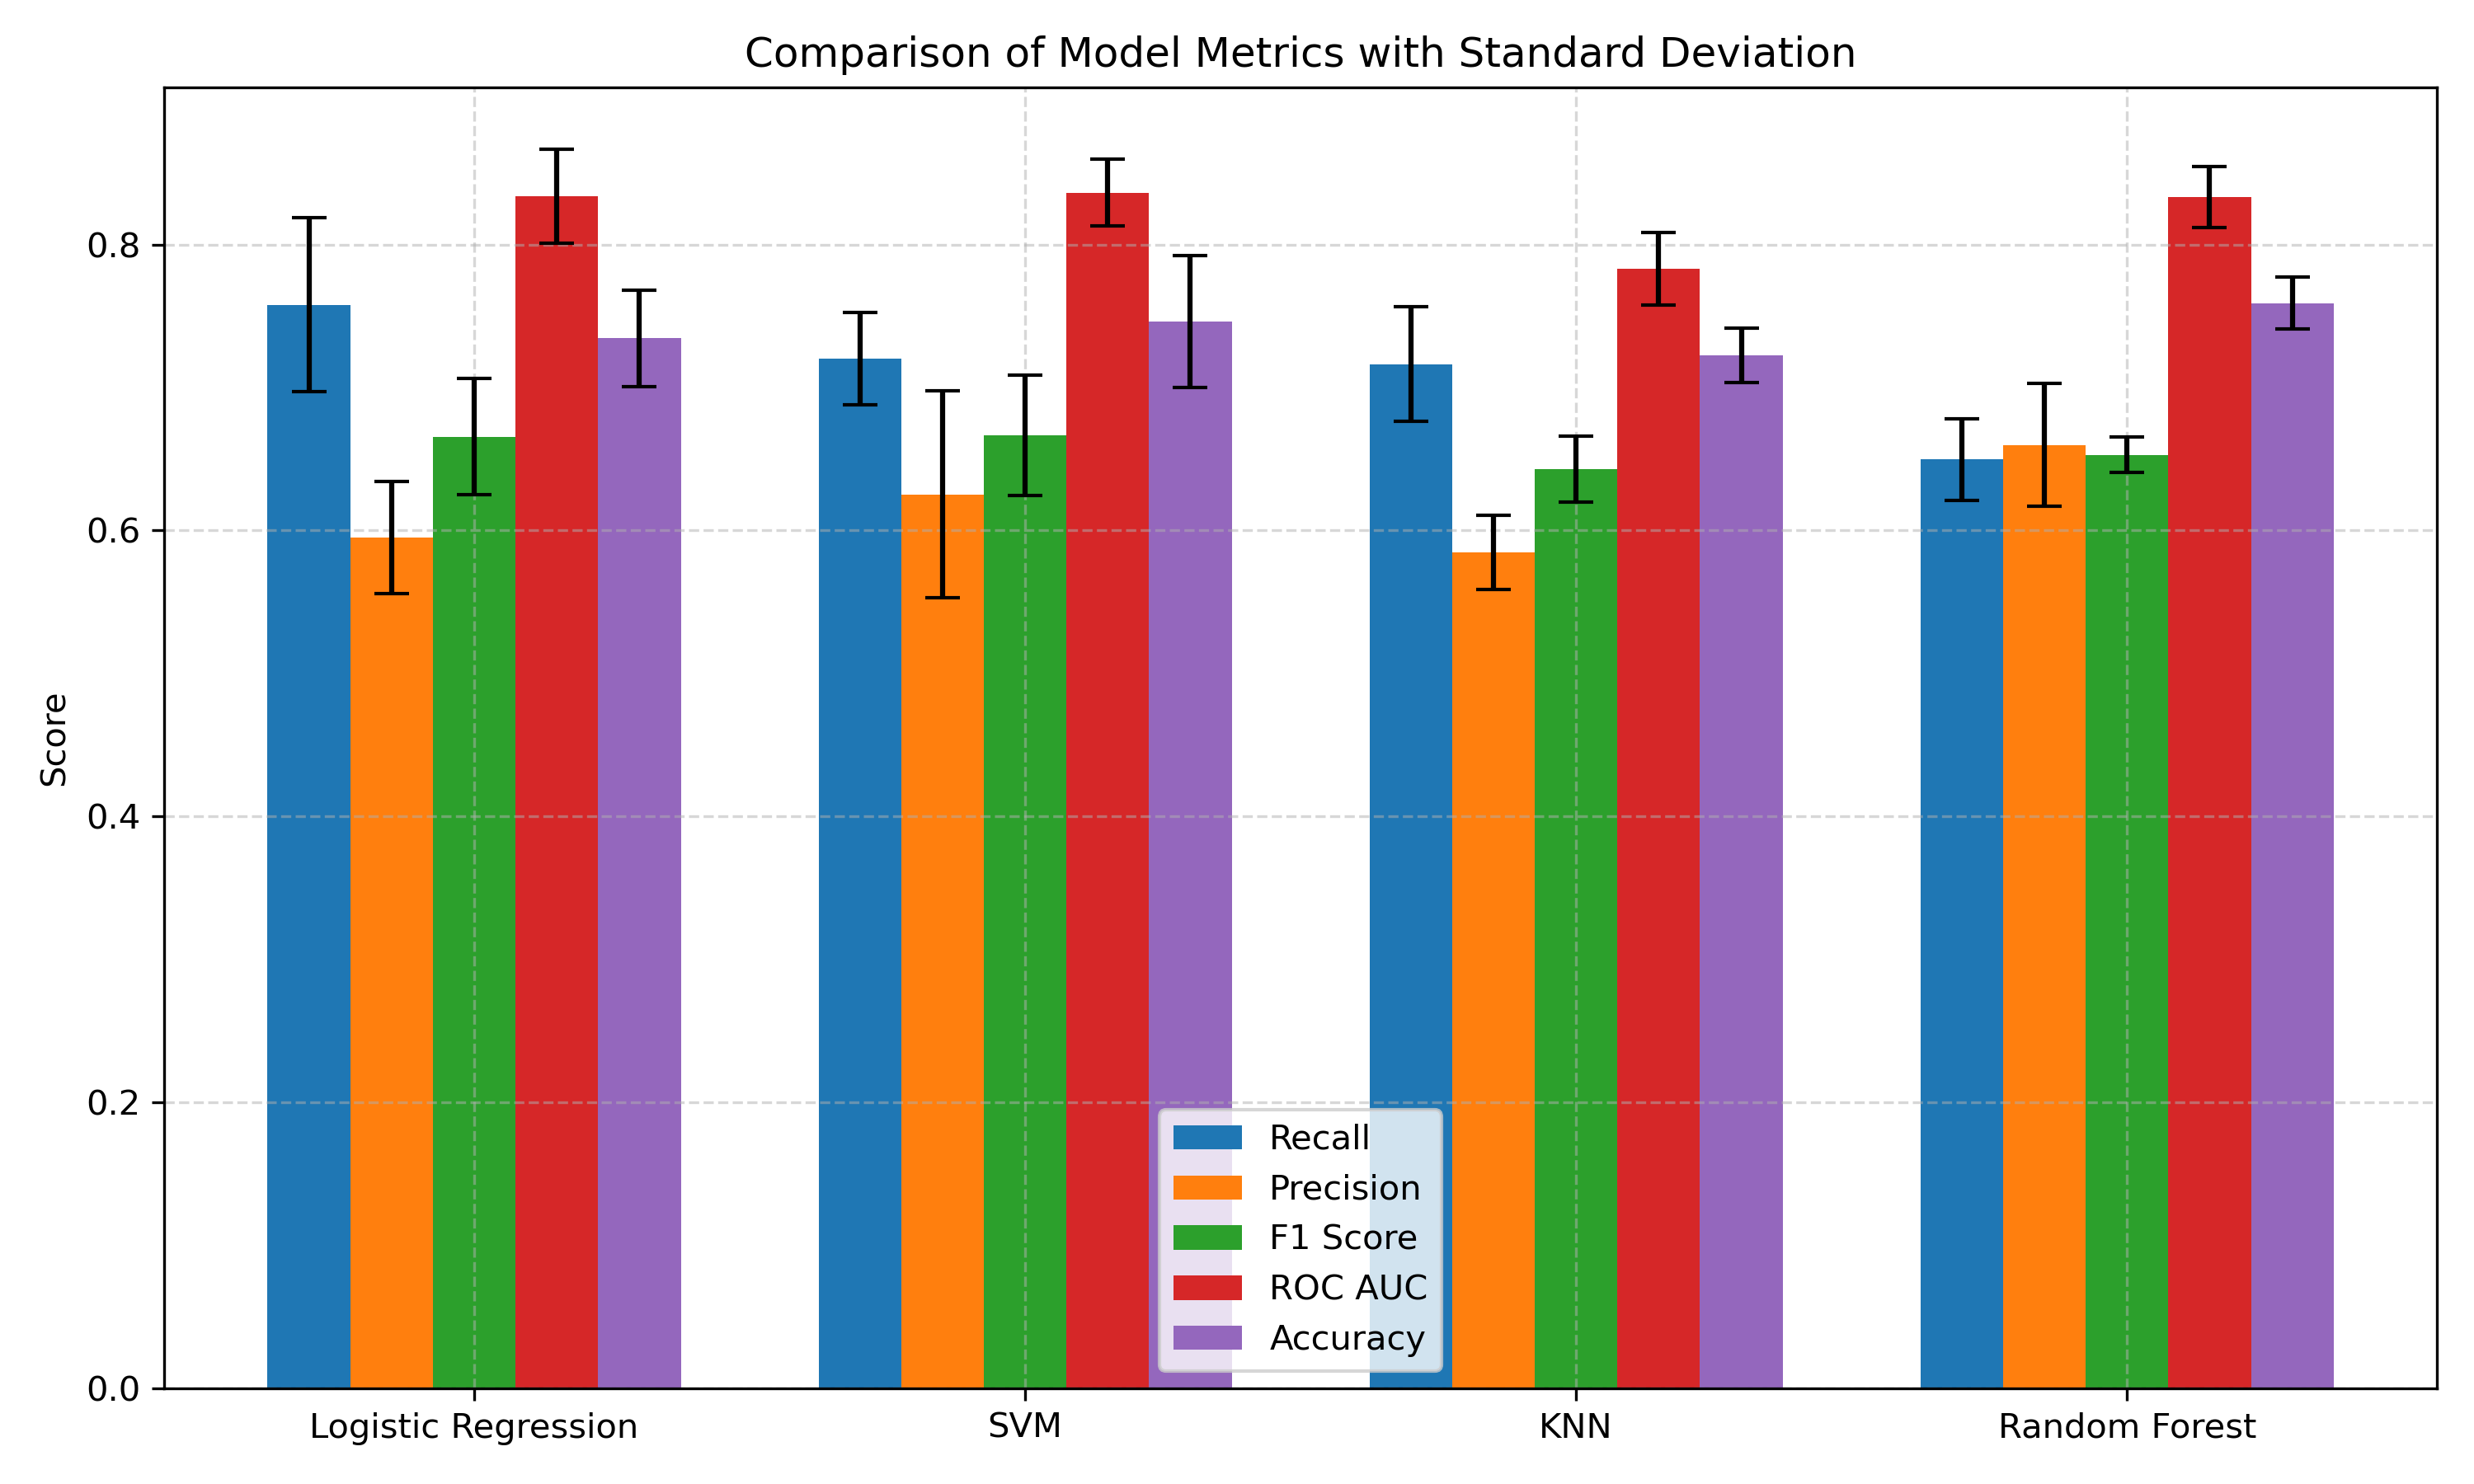 Comparison of Model Metrics with Standard Deviation
Score
0.8
0.6
0.4
0.2
0.0
Recall
Precision
F1 Score
ROC AUC
Accuracy
Logistic Regression
SVM
KNN
Random Forest